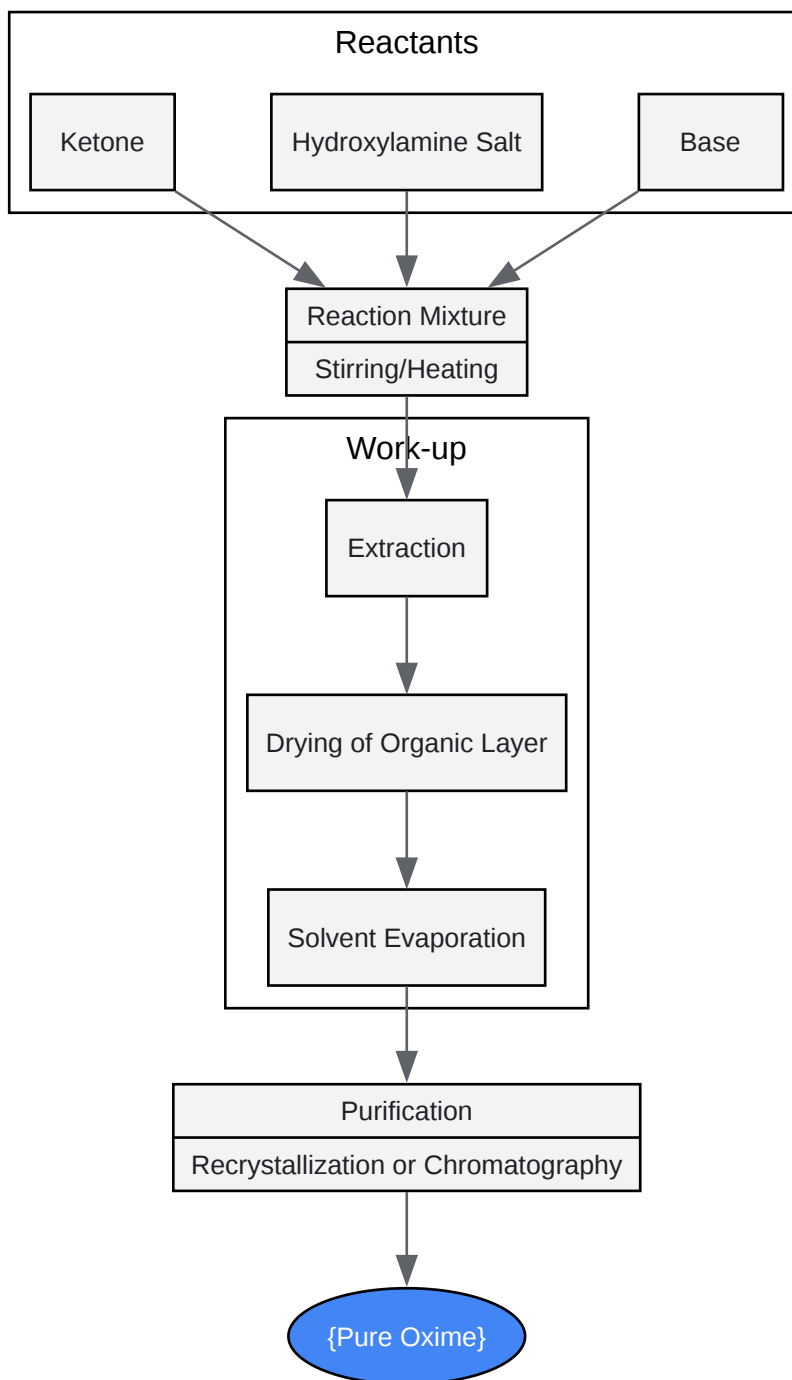 Reactants
Ketone
Hydroxylamine Salt
Base
Reaction Mixture
Stirring/Heating
Work-up
Extraction
Drying of Organic Layer
Solvent Evaporation
Purification
Recrystallization or Chromatography
{Pure Oxime}